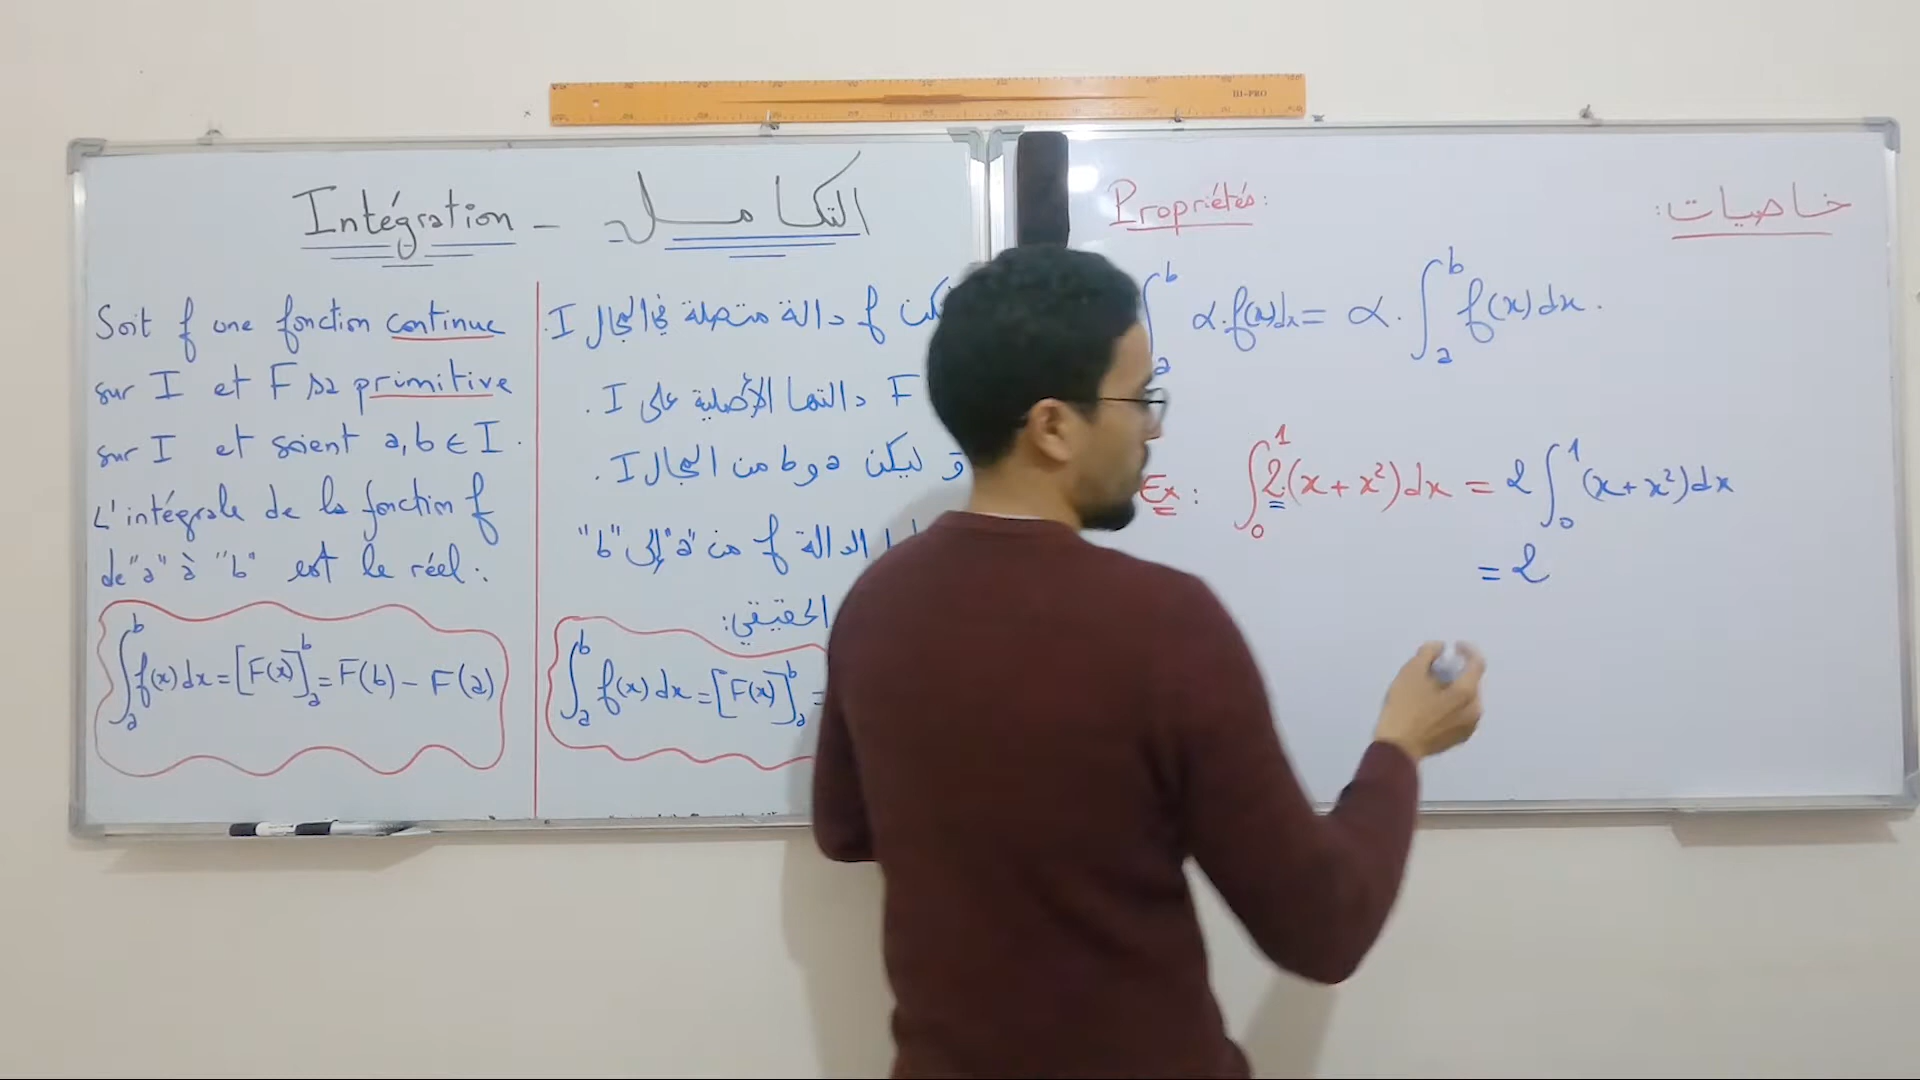 HI-PRO
Intégration - التكامل
Soit f une fonction continue
sur I et F sa primitive
sur I et soient a, b ∈ I.
L'intégrale de la fonction f
de "a" à "b" est le réel:
∫_a^b f(x) dx = [F(x)]_a^b = F(b) - F(a)
f دالة متصلة في المجال I.
F دالتها الأصلية على I.
و ليكن a و b من المجال I.
الدالة f من "a" إلى "b"
الحقيقي:
∫_a^b f(x) dx = [F(x)]_a^b =
Propriétés:
خاصيات:
∫_a^b α.f(x)dx = α.∫_a^b f(x) dx.
Ex: ∫_0^1 2(x + x²) dx = 2 ∫_0^1 (x + x²) dx
= 2